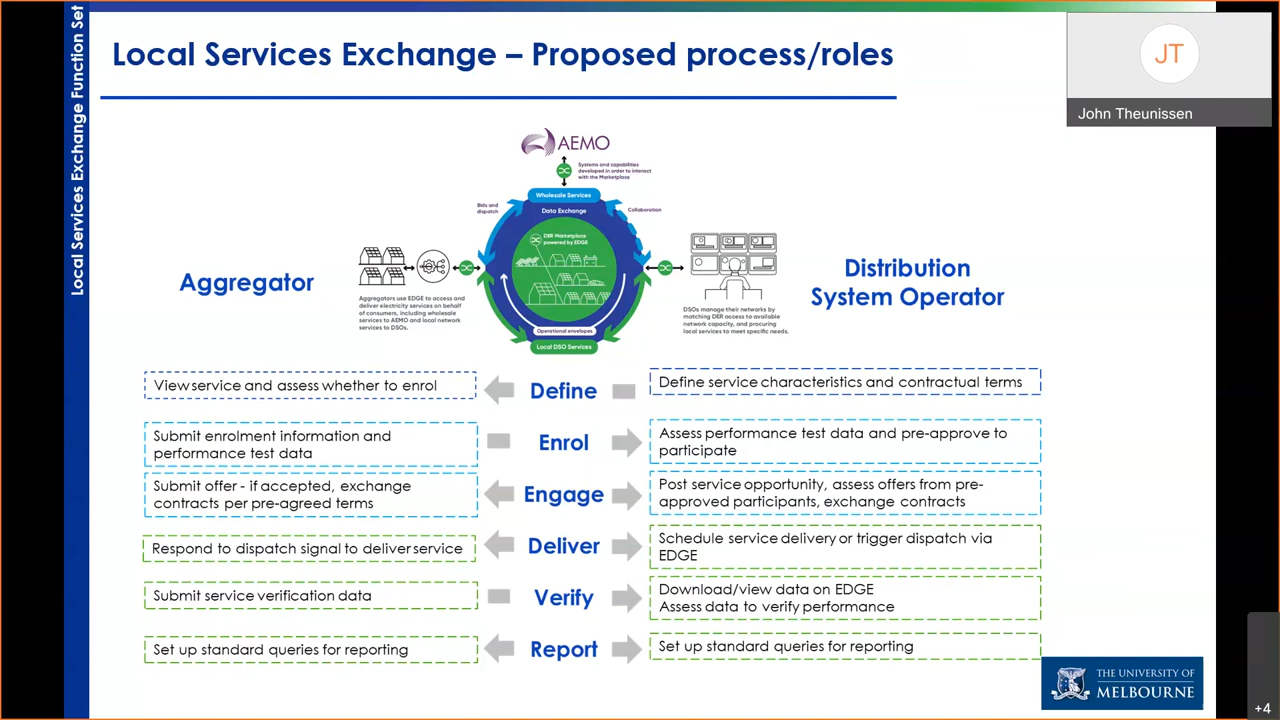 Local Services Exchange Function Set
Local Services Exchange – Proposed process/roles
JT
John Theunissen
AEMO
Systems and capabilities
developed in order to interact
with the Marketplace
Wholesale Services
Bids and
dispatch
Data Exchange
Collaboration
DER Marketplace
powered by EDGE
Aggregator
Aggregators use EDGE to access and
deliver electricity services on behalf
of consumers, including wholesale
services to AEMO and local network
services to DSOs.
Distribution
System Operator
DSOs manage their networks by
matching DER access to available
network capacity, and procuring
local services to meet specific needs.
Operational envelopes
Local DSO Services
View service and assess whether to enrol
Define
Define service characteristics and contractual terms
Submit enrolment information and
performance test data
Enrol
Assess performance test data and pre-approve to
participate
Submit offer - if accepted, exchange
contracts per pre-agreed terms
Engage
Post service opportunity, assess offers from pre-
approved participants, exchange contracts
Respond to dispatch signal to deliver service
Deliver
Schedule service delivery or trigger dispatch via
EDGE
Submit service verification data
Verify
Download/view data on EDGE
Assess data to verify performance
Set up standard queries for reporting
Report
Set up standard queries for reporting
THE UNIVERSITY OF
MELBOURNE
+4